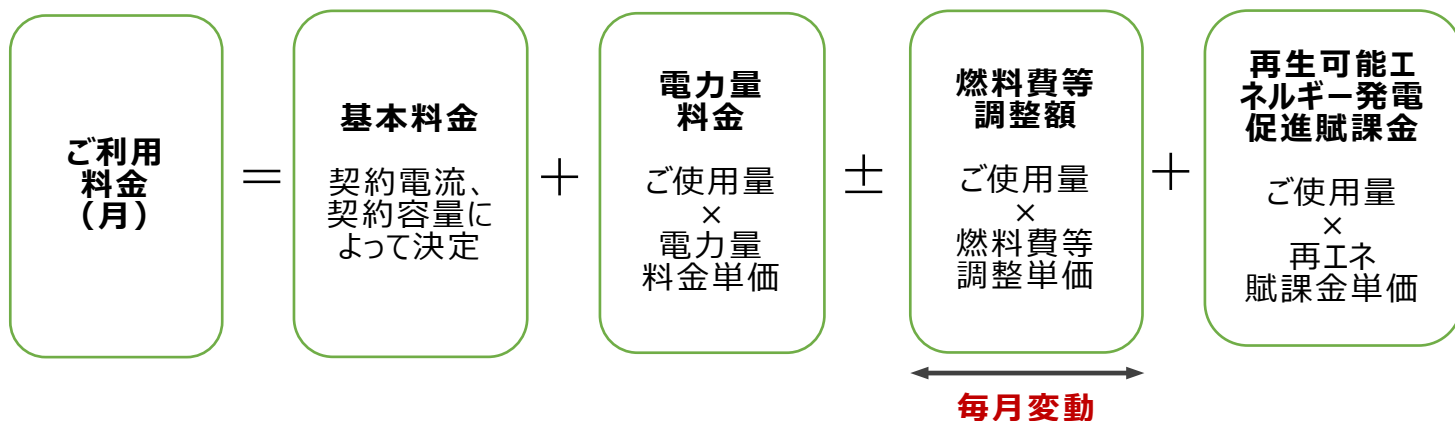 ご利用
料金
(月)
＝
基本料金
契約電流、
契約容量に
よって決定
＋
電力量
料金
ご使用量
×
電力量
料金単価
±
燃料費等
調整額
ご使用量
×
燃料費等
調整単価
＋
再生可能エ
ネルギー発電
促進賦課金
ご使用量
×
再エネ
賦課金単価
毎月変動